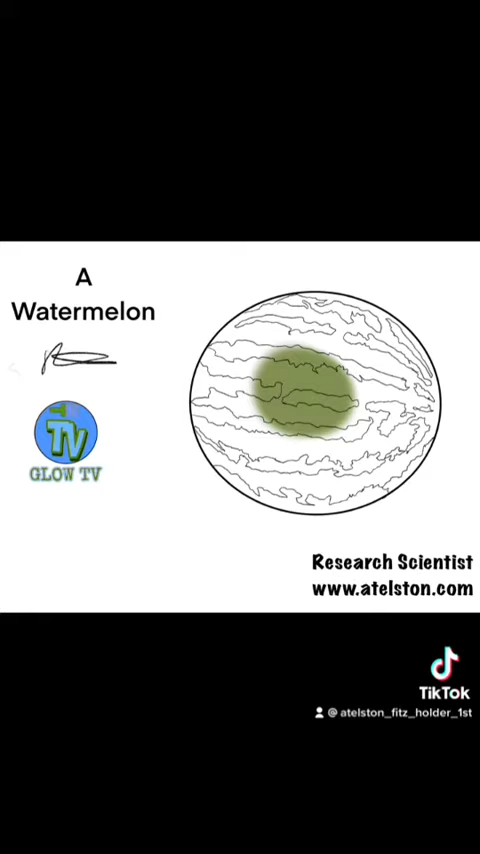 A
Watermelon
TV
GLOW TV
Research Scientist
www.atelston.com
TikTok
@ atelston_fitz_holder_1st